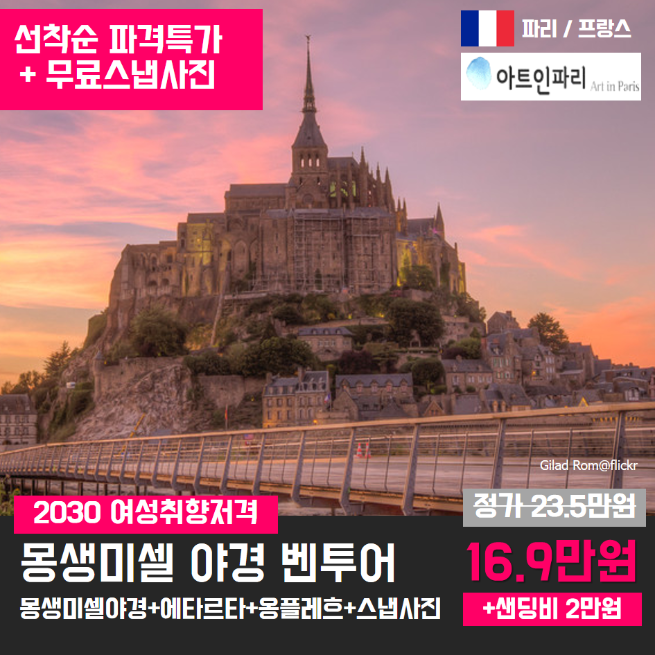 선착순 파격특가
+ 무료스냅사진
파리 / 프랑스
아트인파리 Art in Paris
Gilad Rom@flickr
2030 여성취향저격
정가 23.5만원
몽생미셸 야경 벤투어
16.9만원
몽생미셸야경+에타르타+옹플레흐+스냅사진
+샌딩비 2만원